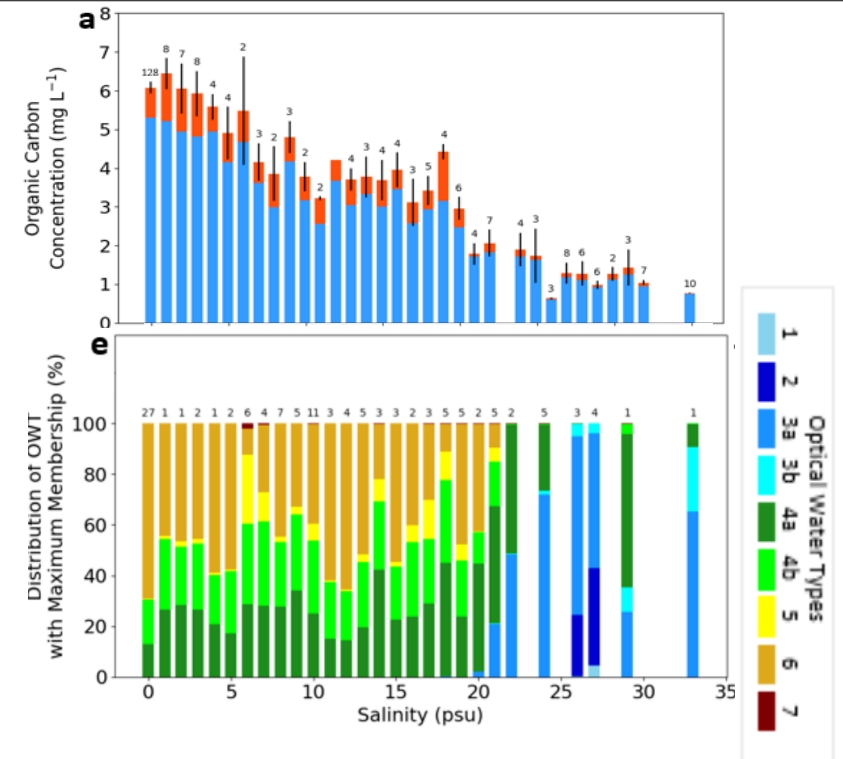 a
8
7
6
5
4
3
2
1
0
Organic Carbon
Concentration (mg L⁻¹)
128 8 7 8 4 4 2 3 2 3 2 2 4 3 4 4 3 5 4 6 4 7 4 3 3 8 6 6 2 3 7 10
e
100
80
60
40
20
0
Distribution of OWT
with Maximum Membership (%)
27 1 1 2 1 2 6 4 7 5 11 3 4 5 3 3 2 3 5 5 2 5 2 5 3 4 1 1
0 5 10 15 20 25 30 35
Salinity (psu)
Optical Water Types
1
2
3a
3b
4a
4b
5
6
7